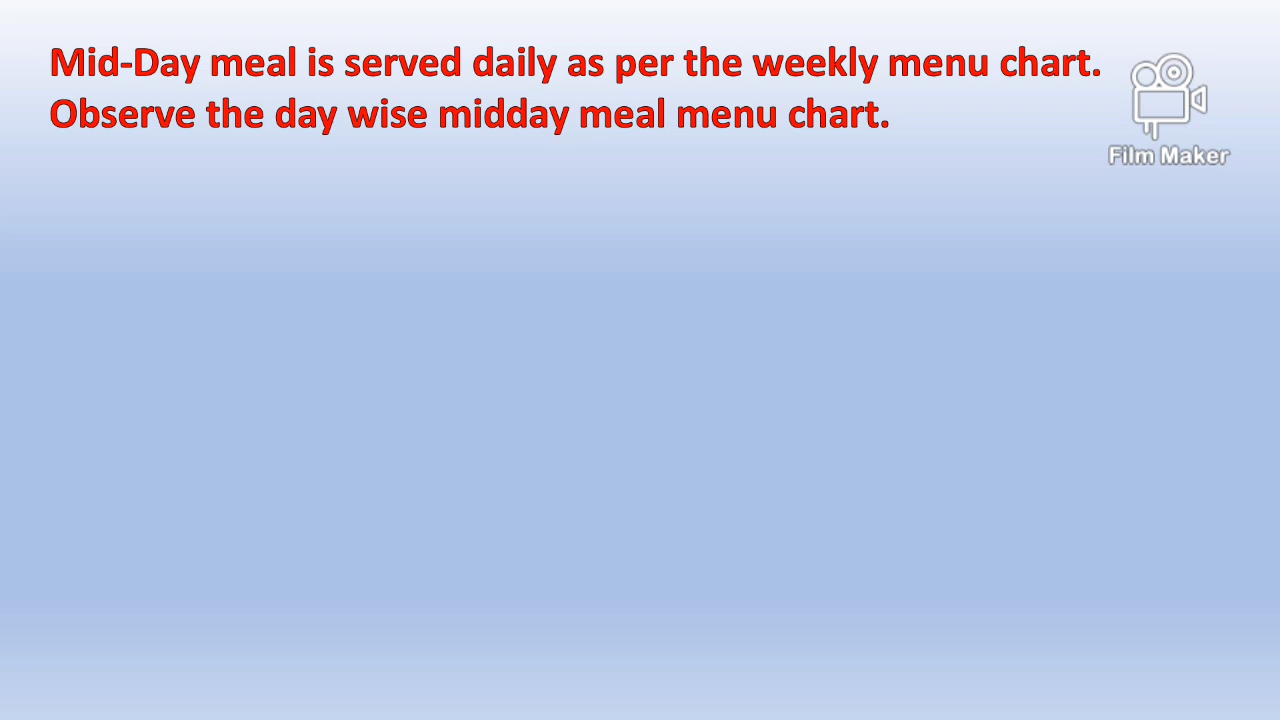 Mid-Day meal is served daily as per the weekly menu chart.
Observe the day wise midday meal menu chart.
Film Maker